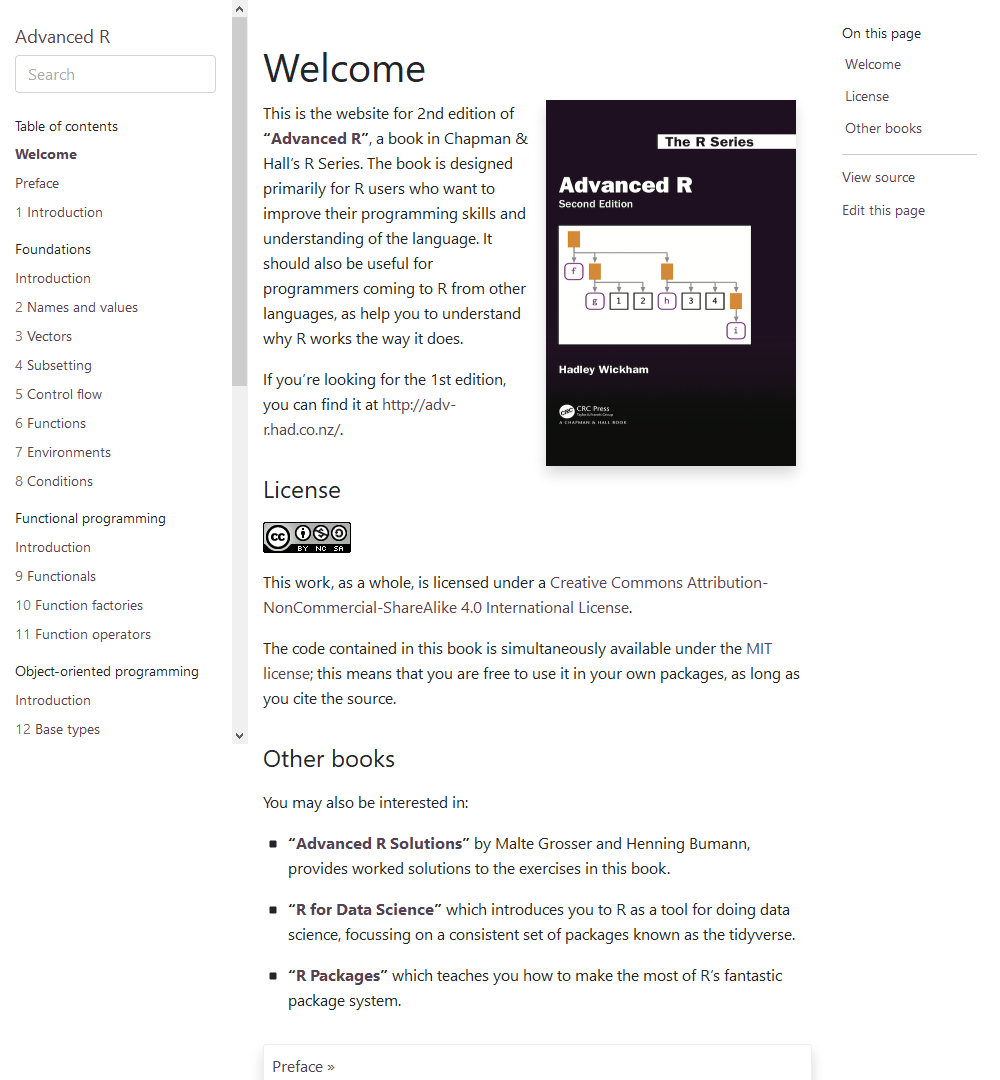 Advanced R
Search
Table of contents
Welcome
Preface
1 Introduction
Foundations
Introduction
2 Names and values
3 Vectors
4 Subsetting
5 Control flow
6 Functions
7 Environments
8 Conditions
Functional programming
Introduction
9 Functionals
10 Function factories
11 Function operators
Object-oriented programming
Introduction
12 Base types
Welcome
This is the website for 2nd edition of
“Advanced R”, a book in Chapman &
Hall’s R Series. The book is designed
primarily for R users who want to
improve their programming skills and
understanding of the language. It
should also be useful for
programmers coming to R from other
languages, as help you to understand
why R works the way it does.
If you’re looking for the 1st edition,
you can find it at http://adv-
r.had.co.nz/.
The R Series
Advanced R
Second Edition
f
g 1 2 h 3 4
i
Hadley Wickham
CRC CRC Press
Taylor & Francis Group
A CHAPMAN & HALL BOOK
License
cc BY NC SA
This work, as a whole, is licensed under a Creative Commons Attribution-
NonCommercial-ShareAlike 4.0 International License.
The code contained in this book is simultaneously available under the MIT
license; this means that you are free to use it in your own packages, as long as
you cite the source.
Other books
You may also be interested in:
“Advanced R Solutions” by Malte Grosser and Henning Bumann,
provides worked solutions to the exercises in this book.
“R for Data Science” which introduces you to R as a tool for doing data
science, focussing on a consistent set of packages known as the tidyverse.
“R Packages” which teaches you how to make the most of R’s fantastic
package system.
Preface »
On this page
Welcome
License
Other books
View source
Edit this page